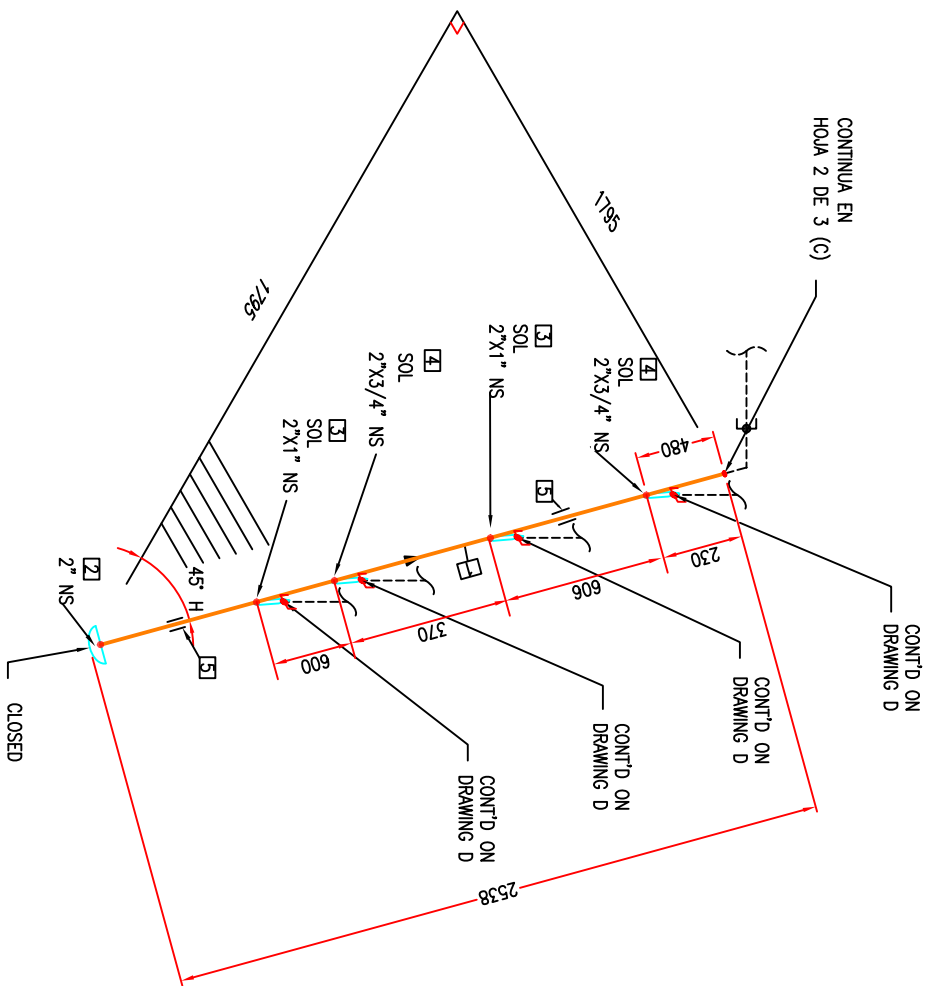 CONTINUA EN
HOJA 2 DE 3 (C)
1795
1795
4
SOL
2"X3/4" NS
480
3
SOL
2"X1" NS
4
SOL
2"X3/4" NS
3
SOL
2"X1" NS
5
1
230
606
370
600
CONT'D ON
DRAWING D
CONT'D ON
DRAWING D
CONT'D ON
DRAWING D
CONT'D ON
DRAWING D
45° H
5
2
2" NS
CLOSED
2538